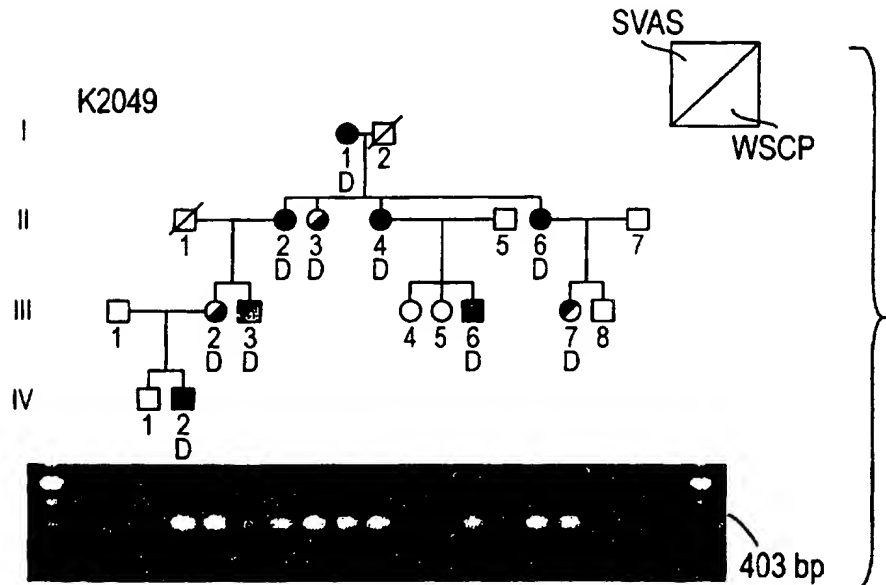 SVAS
WSCP
K2049
I
1 2
D
II
1 2 3 4 5 6 7
D D D D
III
1 2 3 4 5 6 7 8
D D D D
IV
1 2
D
403 bp